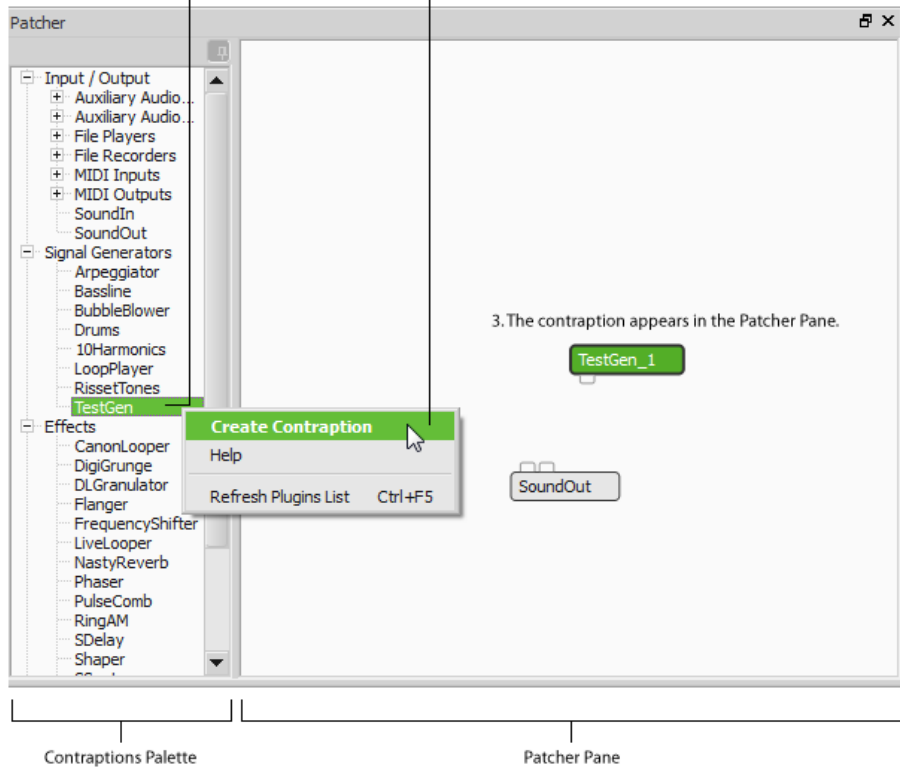 Patcher
Input / Output
Auxiliary Audio...
Auxiliary Audio...
File Players
File Recorders
MIDI Inputs
MIDI Outputs
SoundIn
SoundOut
Signal Generators
Arpeggiator
Bassline
BubbleBlower
Drums
10Harmonics
LoopPlayer
RissetTones
TestGen
Effects
CanonLooper
DigiGrunge
DLGranulator
Flanger
FrequencyShifter
LiveLooper
NastyReverb
Phaser
PulseComb
RingAM
SDelay
Shaper
Create Contraption
Help
Refresh Plugins List Ctrl+F5
3. The contraption appears in the Patcher Pane.
TestGen_1
SoundOut
Contraptions Palette
Patcher Pane